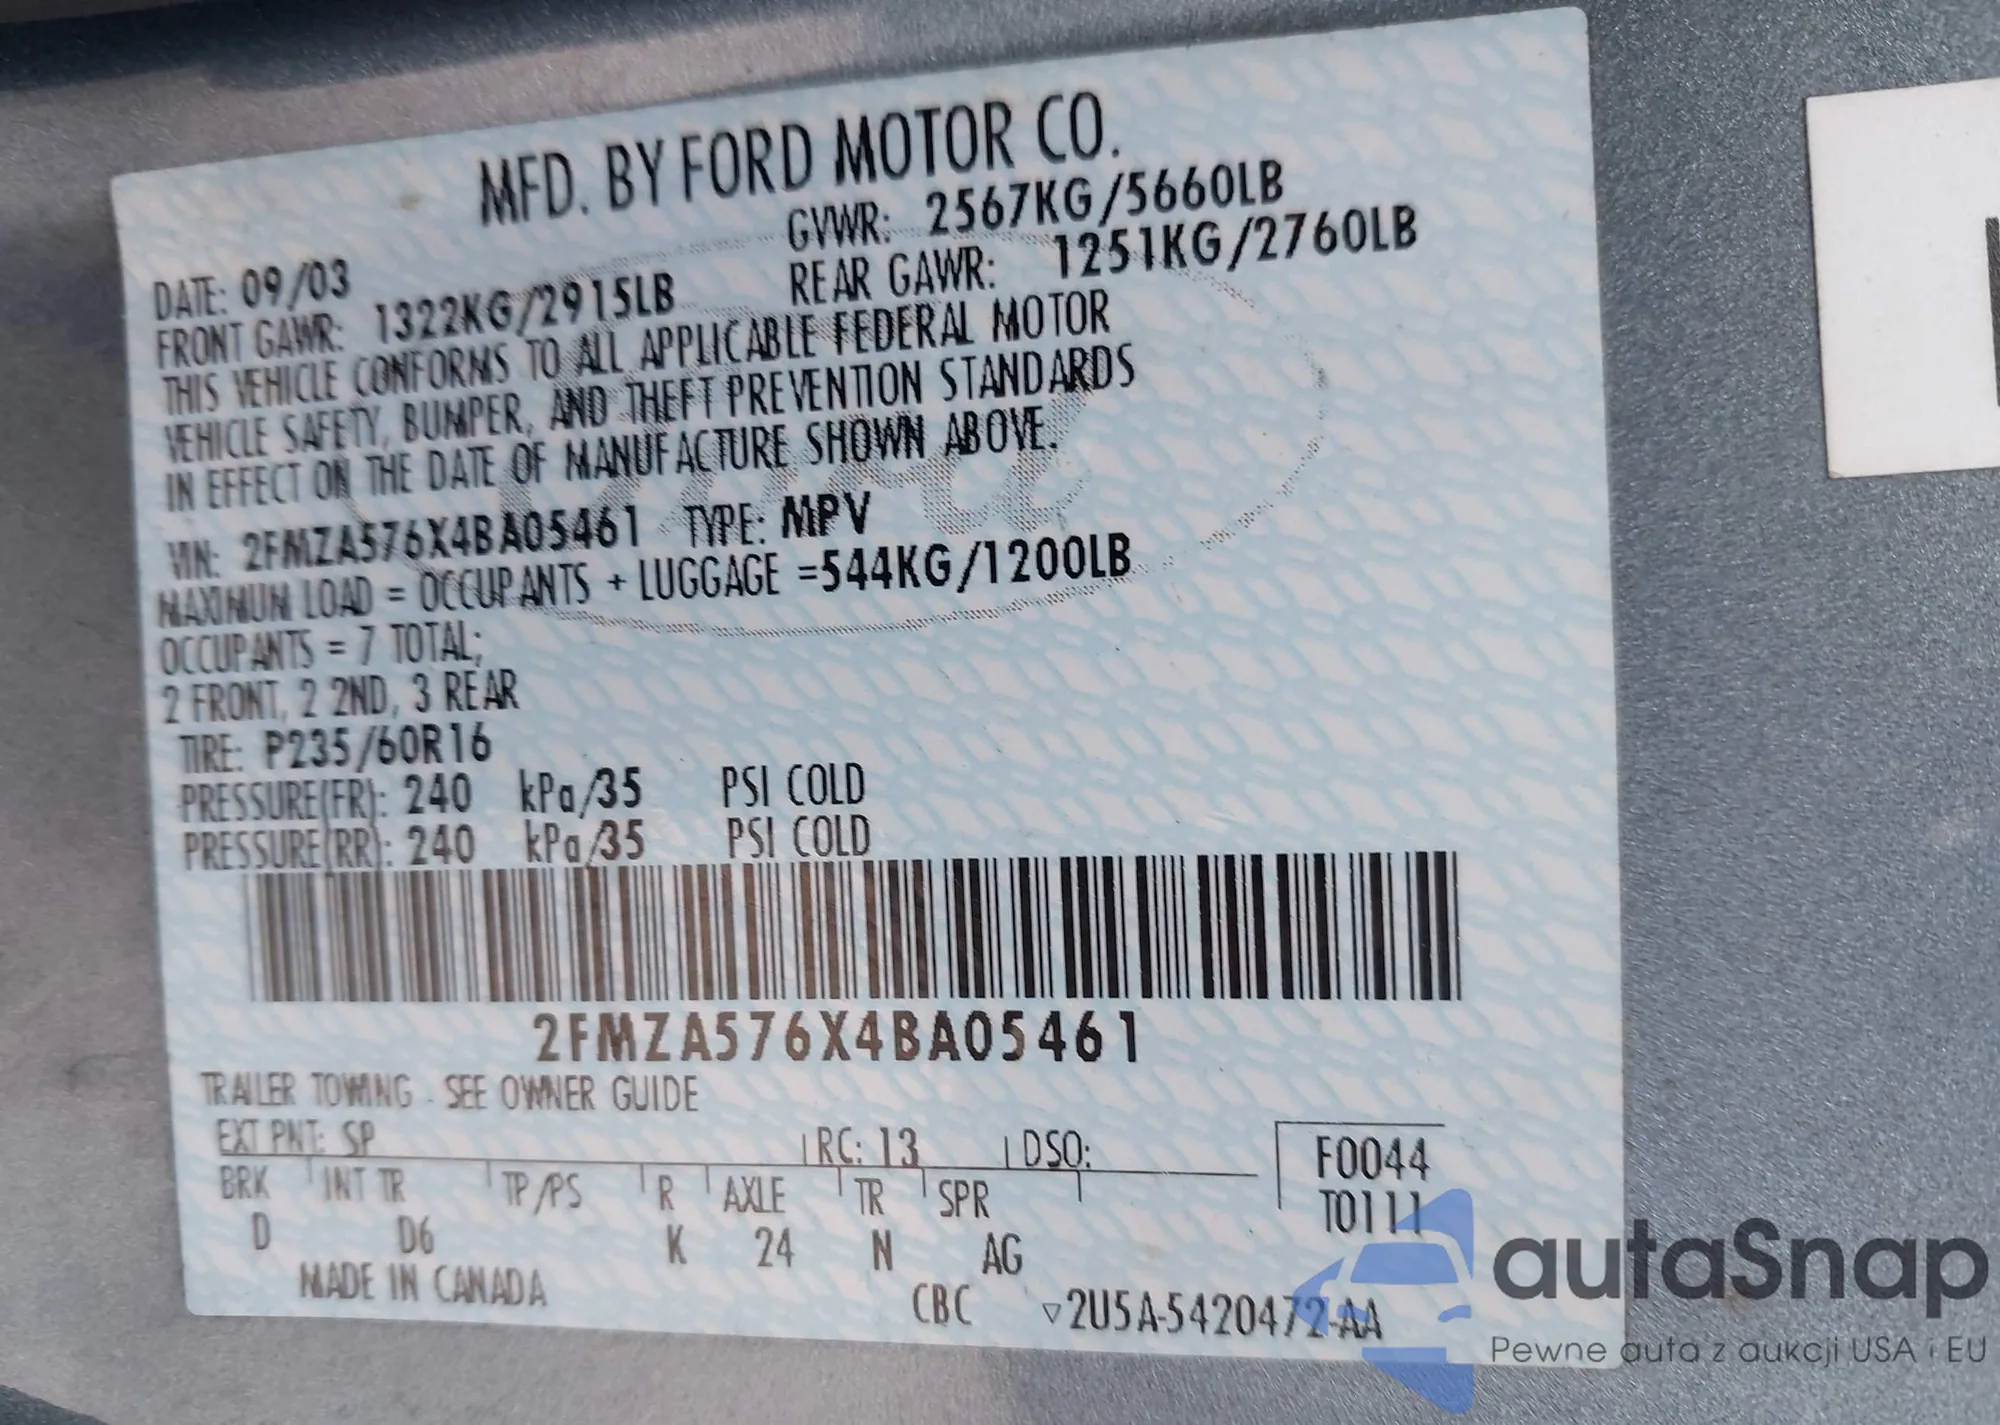 MFD. BY FORD MOTOR CO.
DATE: 09/03 GVWR: 2567KG/5660LB
FRONT GAWR: 1322KG/2915LB REAR GAWR: 1251KG/2760LB
THIS VEHICLE CONFORMS TO ALL APPLICABLE FEDERAL MOTOR
VEHICLE SAFETY, BUMPER, AND THEFT PREVENTION STANDARDS
IN EFFECT ON THE DATE OF MANUFACTURE SHOWN ABOVE.
VIN: 2FMZA576X4BA05461 TYPE: MPV
MAXIMUM LOAD = OCCUPANTS + LUGGAGE =544KG/1200LB
OCCUPANTS = 7 TOTAL;
2 FRONT, 2 2ND, 3 REAR
TIRE: P235/60R16
PRESSURE(FR): 240 kPa/35 PSI COLD
PRESSURE(RR): 240 kPa/35 PSI COLD
2FMZA576X4BA05461
TRAILER TOWING - SEE OWNER GUIDE
EXT PNT: SP RC: 13 DSO: F0044
BRK INT TR TP/PS R AXLE TR SPR T0111
D D6 K 24 N AG
MADE IN CANADA
CBC ▽2U5A-5420472-AA
autaSnap
Pewne auta z aukcji USA i EU